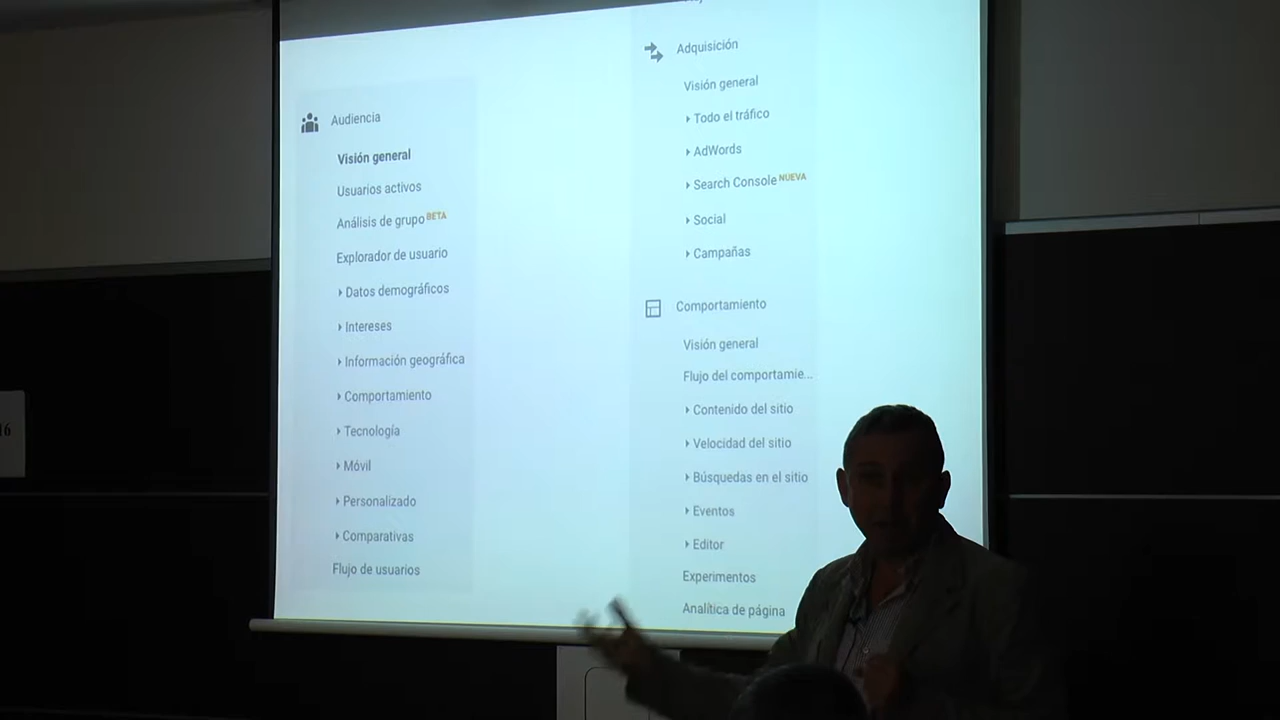 Audiencia
Visión general
Usuarios activos
Análisis de grupo BETA
Explorador de usuario
Datos demográficos
Intereses
Información geográfica
Comportamiento
Tecnología
Móvil
Personalizado
Comparativas
Flujo de usuarios
Adquisición
Visión general
Todo el tráfico
AdWords
Search Console NUEVA
Social
Campañas
Comportamiento
Visión general
Flujo del comportamie...
Contenido del sitio
Velocidad del sitio
Búsquedas en el sitio
Eventos
Editor
Experimentos
Analítica de página
16